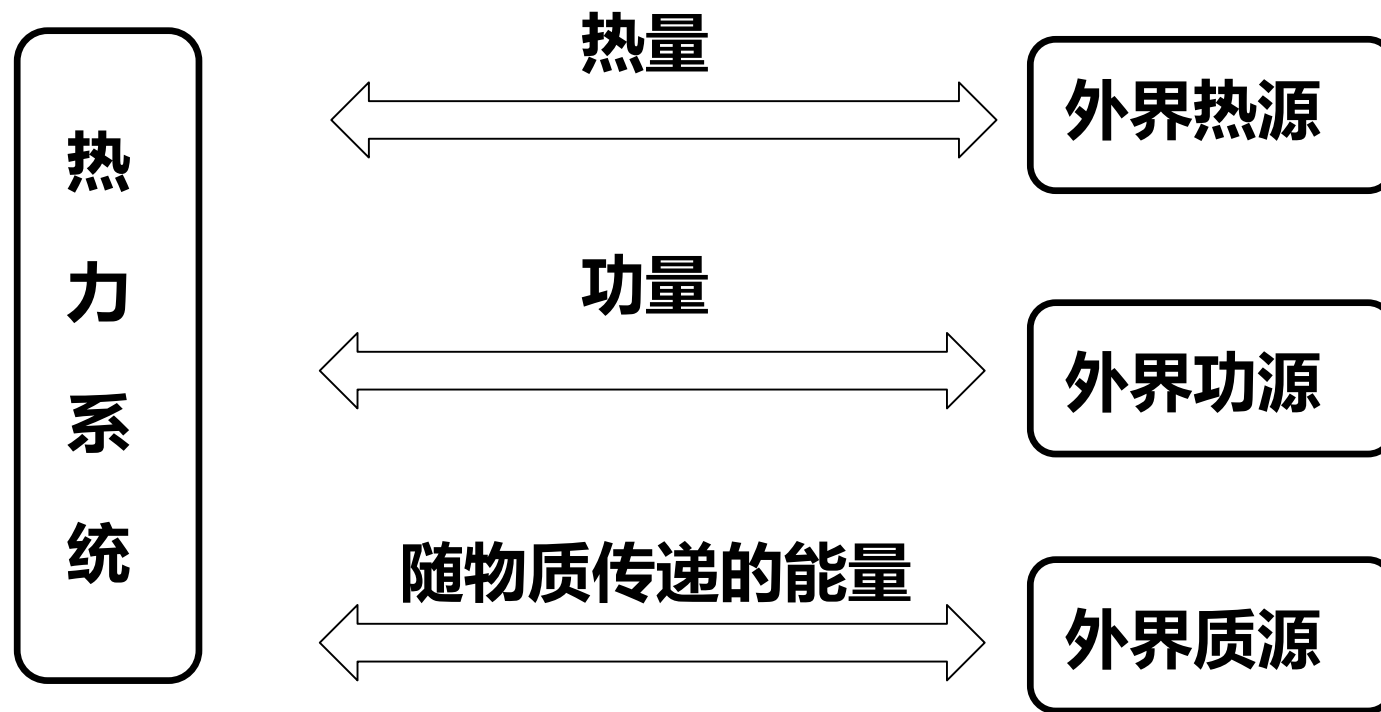 热力系统
热量
外界热源
功量
外界功源
随物质传递的能量
外界质源